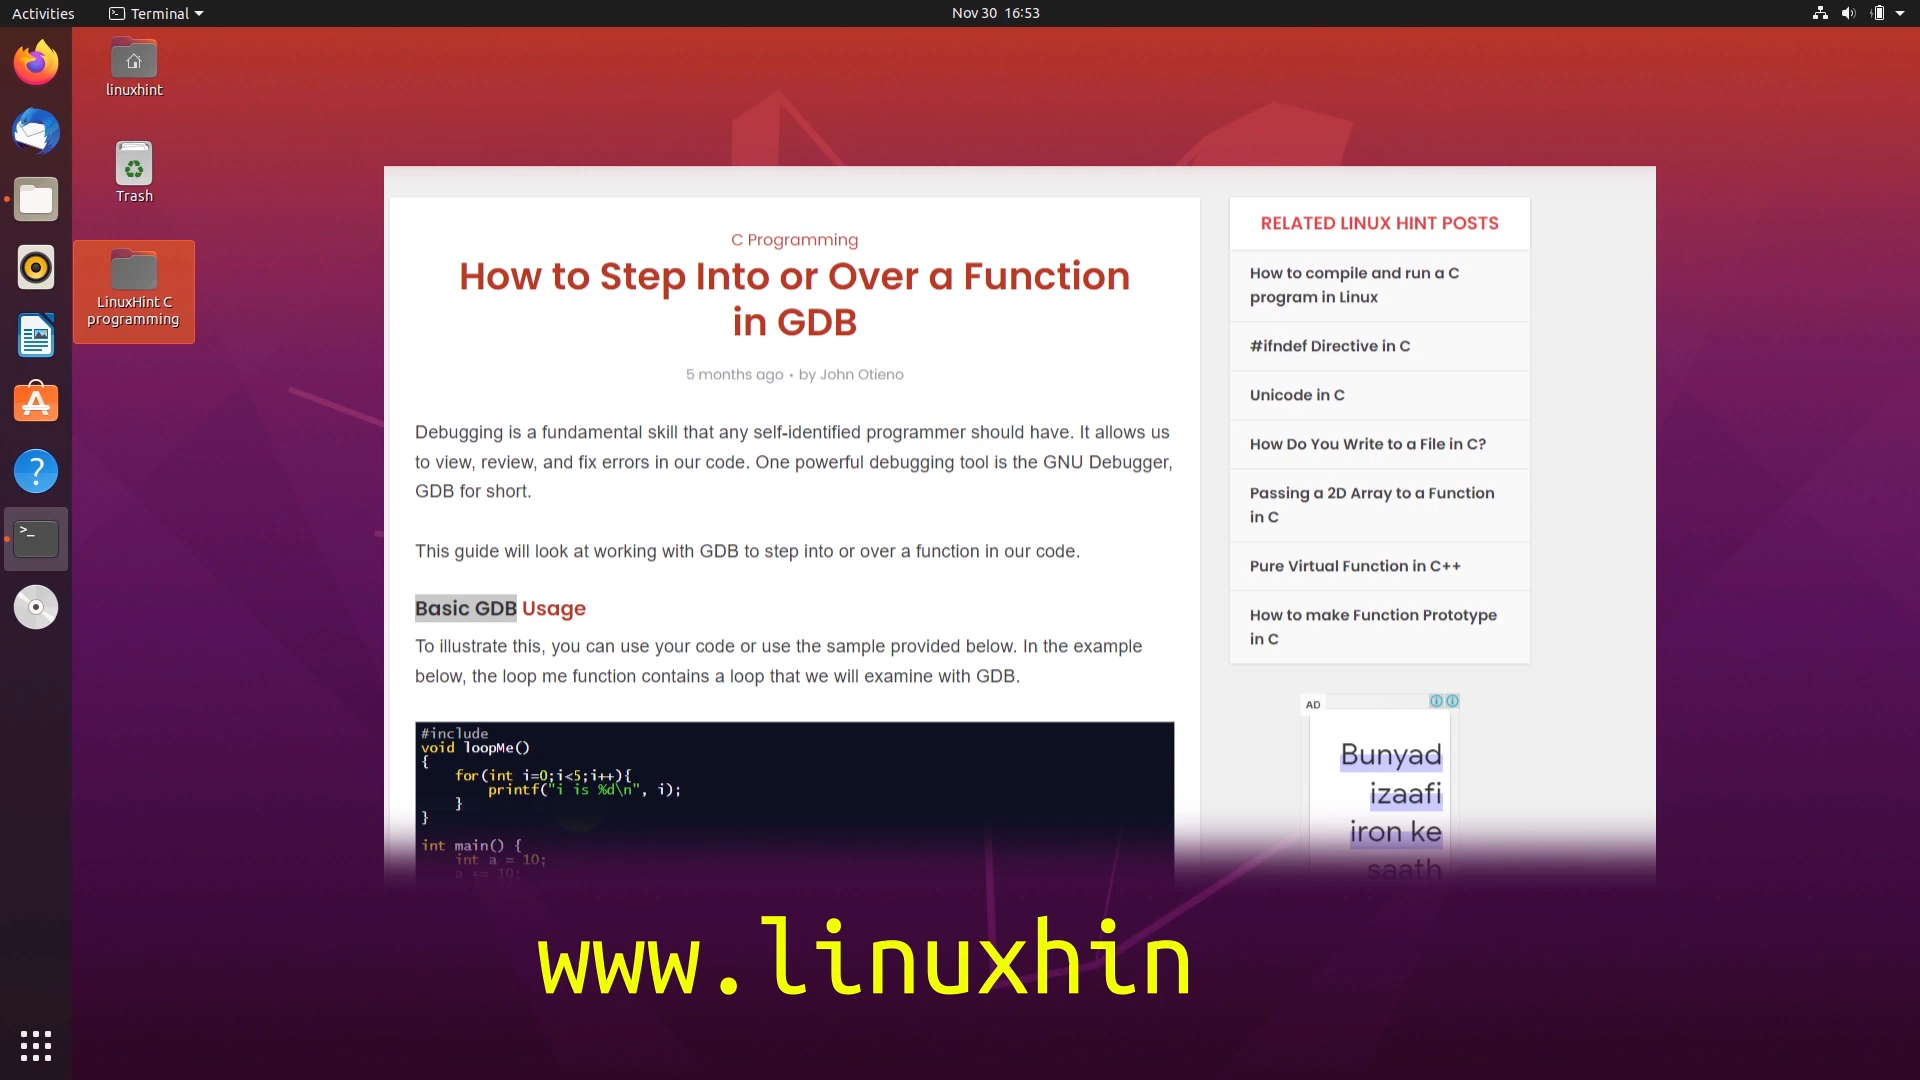 Activities
Terminal
Nov 30 16:53
linuxhint
Trash
LinuxHint C
programming
C Programming
How to Step Into or Over a Function
in GDB
5 months ago • by John Otieno
Debugging is a fundamental skill that any self-identified programmer should have. It allows us
to view, review, and fix errors in our code. One powerful debugging tool is the GNU Debugger,
GDB for short.
This guide will look at working with GDB to step into or over a function in our code.
Basic GDB Usage
To illustrate this, you can use your code or use the sample provided below. In the example
below, the loop me function contains a loop that we will examine with GDB.
#include
void loopMe()
{
for(int i=0;i<5;i++){
printf("i is %d\n", i);
}
}
int main() {
int a = 10;
a += 10;
RELATED LINUX HINT POSTS
How to compile and run a C
program in Linux
#ifndef Directive in C
Unicode in C
How Do You Write to a File in C?
Passing a 2D Array to a Function
in C
Pure Virtual Function in C++
How to make Function Prototype
in C
AD
Bunyad
izaafi
iron ke
saath
www.linuxhin